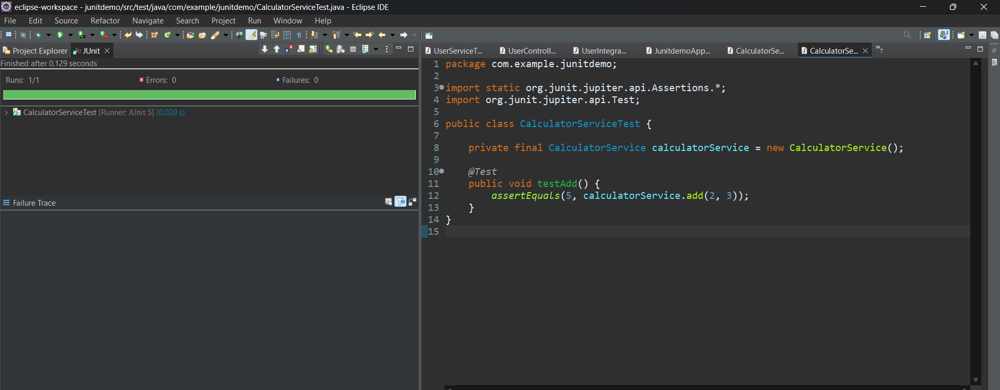 eclipse-workspace - junitdemo/src/test/java/com/example/junitdemo/CalculatorServiceTest.java - Eclipse IDE
File Edit Source Refactor Navigate Search Project Run Window Help
Project Explorer JUnit
UserServiceT... UserControll... UserIntegra... JunitdemoApp... CalculatorSe... CalculatorSe... »7
Finished after 0.129 seconds
Runs: 1/1 Errors: 0 Failures: 0
CalculatorServiceTest [Runner: JUnit 5] (0.020 s)
Failure Trace
1 package com.example.junitdemo;
2
3 import static org.junit.jupiter.api.Assertions.*;
4 import org.junit.jupiter.api.Test;
5
6 public class CalculatorServiceTest {
7
8     private final CalculatorService calculatorService = new CalculatorService();
9
10     @Test
11     public void testAdd() {
12         assertEquals(5, calculatorService.add(2, 3));
13     }
14 }
15